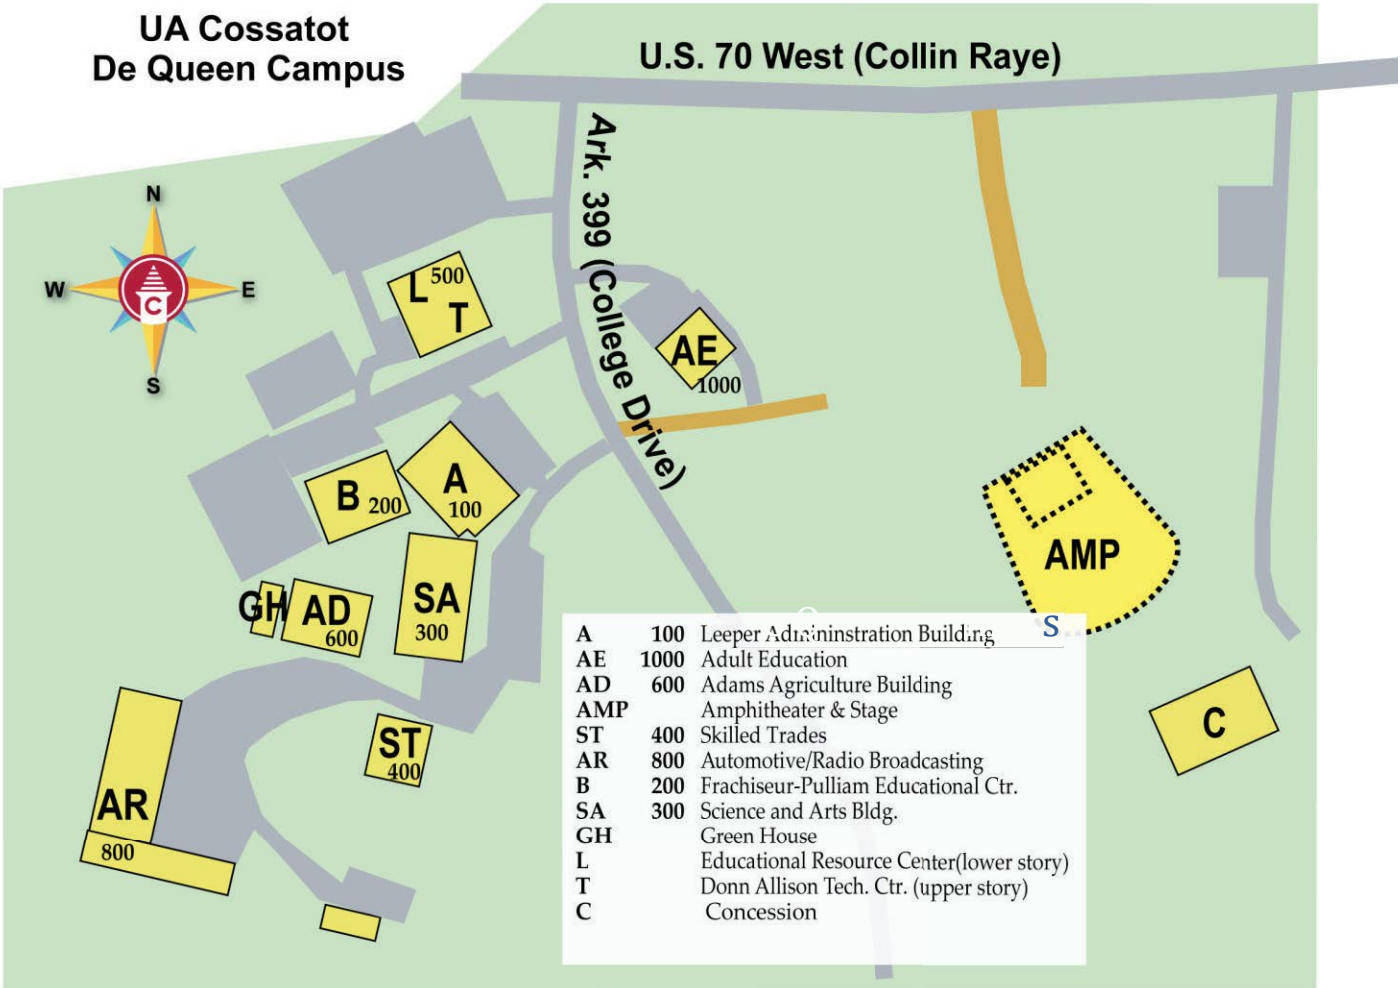 UA Cossatot
De Queen Campus
U.S. 70 West (Collin Raye)
Ark. 399 (College Drive)
N
W
E
S
C
L 500
T
AE
1000
B 200
A
100
GH
AD
600
SA
300
AMP
ST
400
AR
800
C
S
A 100 Leeper Admininstration Building
AE 1000 Adult Education
AD 600 Adams Agriculture Building
AMP Amphitheater & Stage
ST 400 Skilled Trades
AR 800 Automotive/Radio Broadcasting
B 200 Frachiseur-Pulliam Educational Ctr.
SA 300 Science and Arts Bldg.
GH Green House
L Educational Resource Center(lower story)
T Donn Allison Tech. Ctr. (upper story)
C Concession